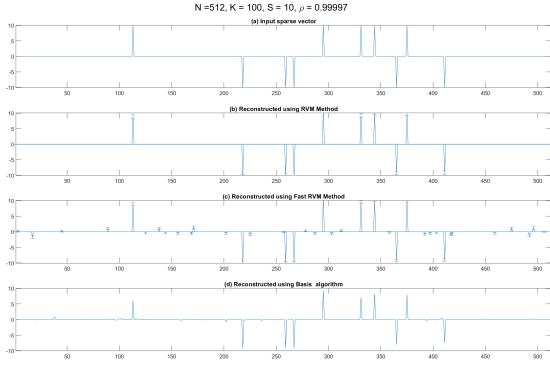 N =512, K = 100, S = 10, ρ = 0.99997
(a) Input sparse vector
10
5
0
-5
-10
50 100 150 200 250 300 350 400 450 500
(b) Reconstructed using RVM Method
10
5
0
-5
-10
50 100 150 200 250 300 350 400 450 500
(c) Reconstructed using Fast RVM Method
10
5
0
-5
-10
50 100 150 200 250 300 350 400 450 500
(d) Reconstructed using Basis algorithm
10
5
0
-5
-10
50 100 150 200 250 300 350 400 450 500